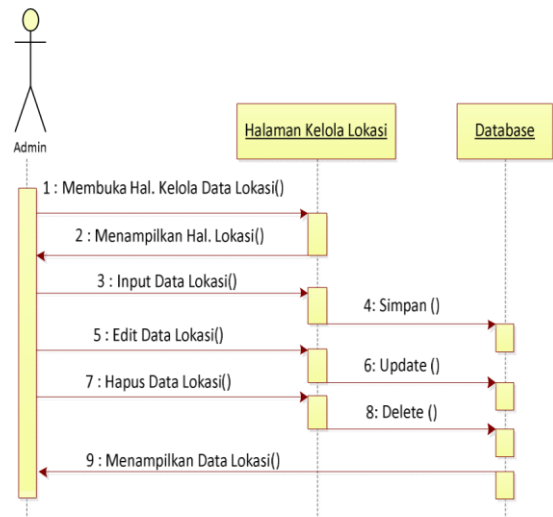 Admin
Halaman Kelola Lokasi
Database
1 : Membuka Hal. Kelola Data Lokasi()
2 : Menampilkan Hal. Lokasi()
3 : Input Data Lokasi()
4: Simpan ()
5 : Edit Data Lokasi()
6: Update ()
7 : Hapus Data Lokasi()
8: Delete ()
9 : Menampilkan Data Lokasi()